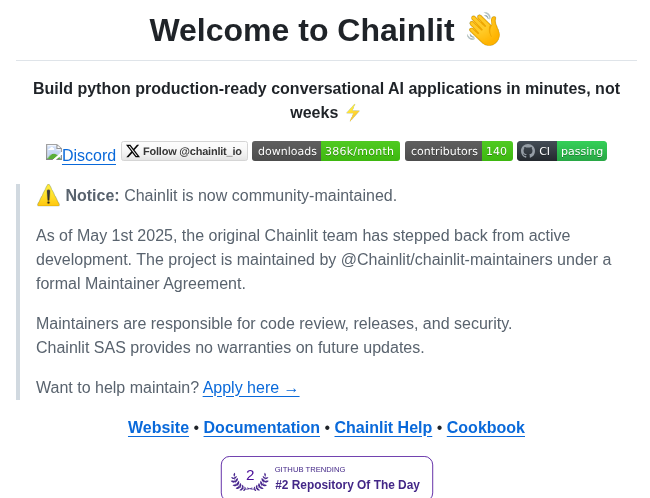 Welcome to Chainlit 👋
Build python production-ready conversational AI applications in minutes, not
weeks ⚡
Discord Follow @chainlit_io downloads 386k/month contributors 140 CI passing
⚠️ Notice: Chainlit is now community-maintained.
As of May 1st 2025, the original Chainlit team has stepped back from active
development. The project is maintained by @Chainlit/chainlit-maintainers under a
formal Maintainer Agreement.
Maintainers are responsible for code review, releases, and security.
Chainlit SAS provides no warranties on future updates.
Want to help maintain? Apply here →
Website • Documentation • Chainlit Help • Cookbook
GITHUB TRENDING
2 #2 Repository Of The Day